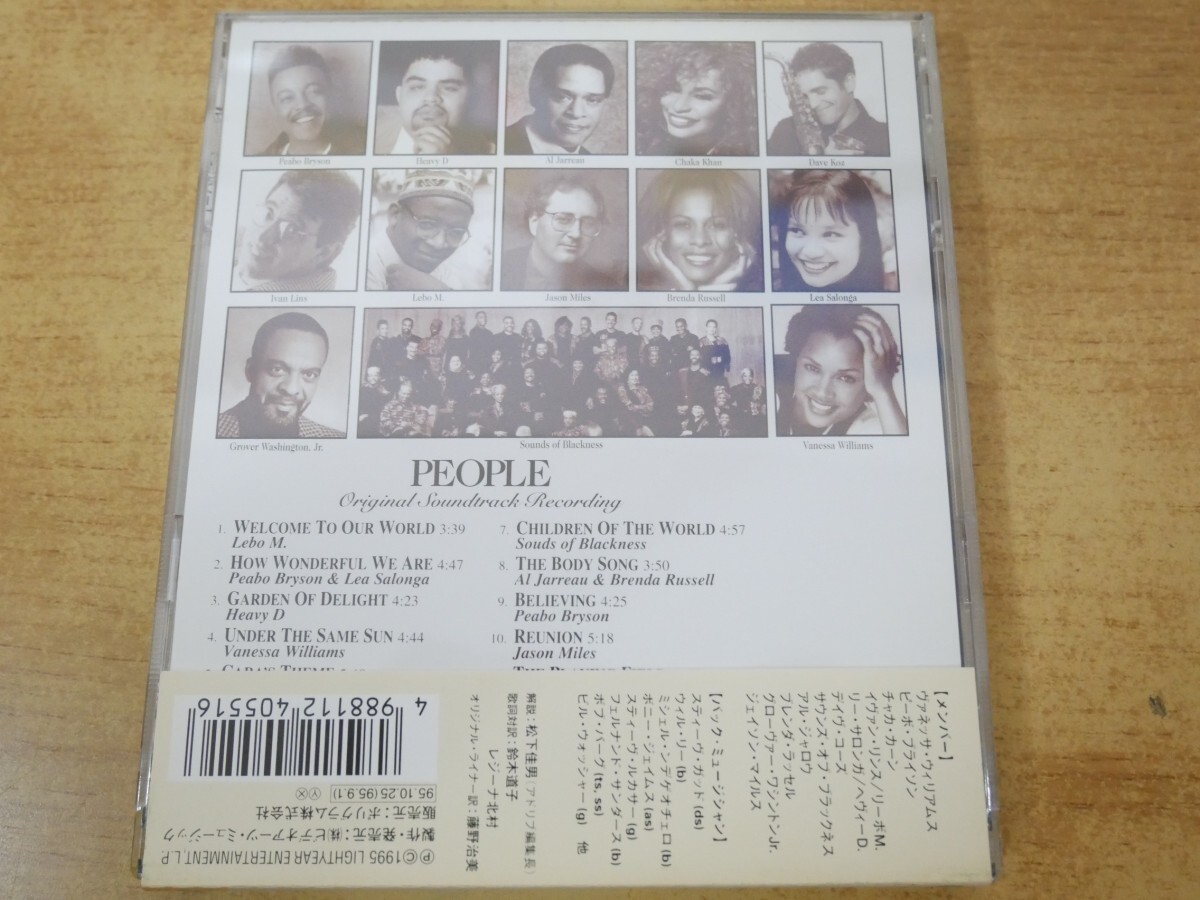 Peabo Bryson
Heavy D
Al Jarreau
Chaka Khan
Dave Koz
Ivan Lins
Lebo M.
Jason Miles
Brenda Russell
Lea Salonga
Grover Washington, Jr.
Sounds of Blackness
Vanessa Williams
PEOPLE
Original Soundtrack Recording
1. WELCOME TO OUR WORLD 3:39
Lebo M.
2. HOW WONDERFUL WE ARE 4:47
Peabo Bryson & Lea Salonga
3. GARDEN OF DELIGHT 4:23
Heavy D
4. UNDER THE SAME SUN 4:44
Vanessa Williams
7. CHILDREN OF THE WORLD 4:57
Souds of Blackness
8. THE BODY SONG 3:50
Al Jarreau & Brenda Russell
9. BELIEVING 4:25
Peabo Bryson
10. REUNION 5:18
Jason Miles
【メンバー】
ヴァネッサ・ウィリアムス
ピーボ・ブライソン
チャカ・カーン
イヴァン・リンス/リーボM.
リー・サロンガ/ヘヴィーD.
デイヴ・コーズ
サウンズ・オブ・ブラックネス
アル・ジャロウ
ブレンダ・ラッセル
グローヴァー・ワシントンJr.
ジェイソン・マイルス
【バック・ミュージシャン】
スティーヴ・ガッド(ds)
ウィル・リー(b)
ミシェル・ンデゲオチェロ(b)
ボニー・ジェイムス(as)
スティーヴ・ルカサー(g)
フェルナンド・サンダース(b)
ボブ・バーグ(ts, ss)
ビル・ウォッシャー(g) 他
解説:松下佳男(アドリブ編集長)
歌詞対訳:鈴木道子
レジーナ北村
オリジナル・ライナー訳:藤野治美
4 988112 405516
95.10.25(95.9.1) Ⓨ Ⓧ
販売元:ポリグラム株式会社
製作・発売元:㈱ビデオアーツ・ミュージック
Ⓟ©1995 LIGHTYEAR ENTERTAINMENT, L.P.